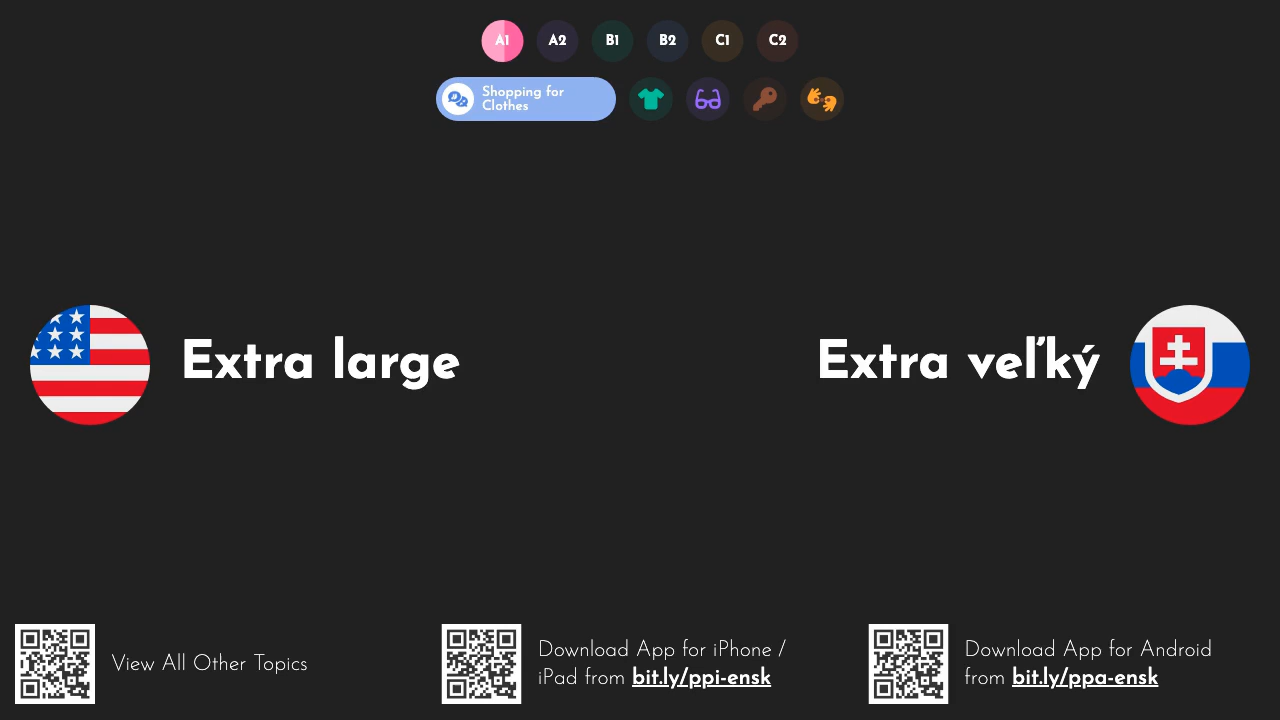 A1 A2 B1 B2 C1 C2
Shopping for
Clothes
Extra large
Extra veľký
View All Other Topics
Download App for iPhone /
iPad from bit.ly/ppi-ensk
Download App for Android
from bit.ly/ppa-ensk